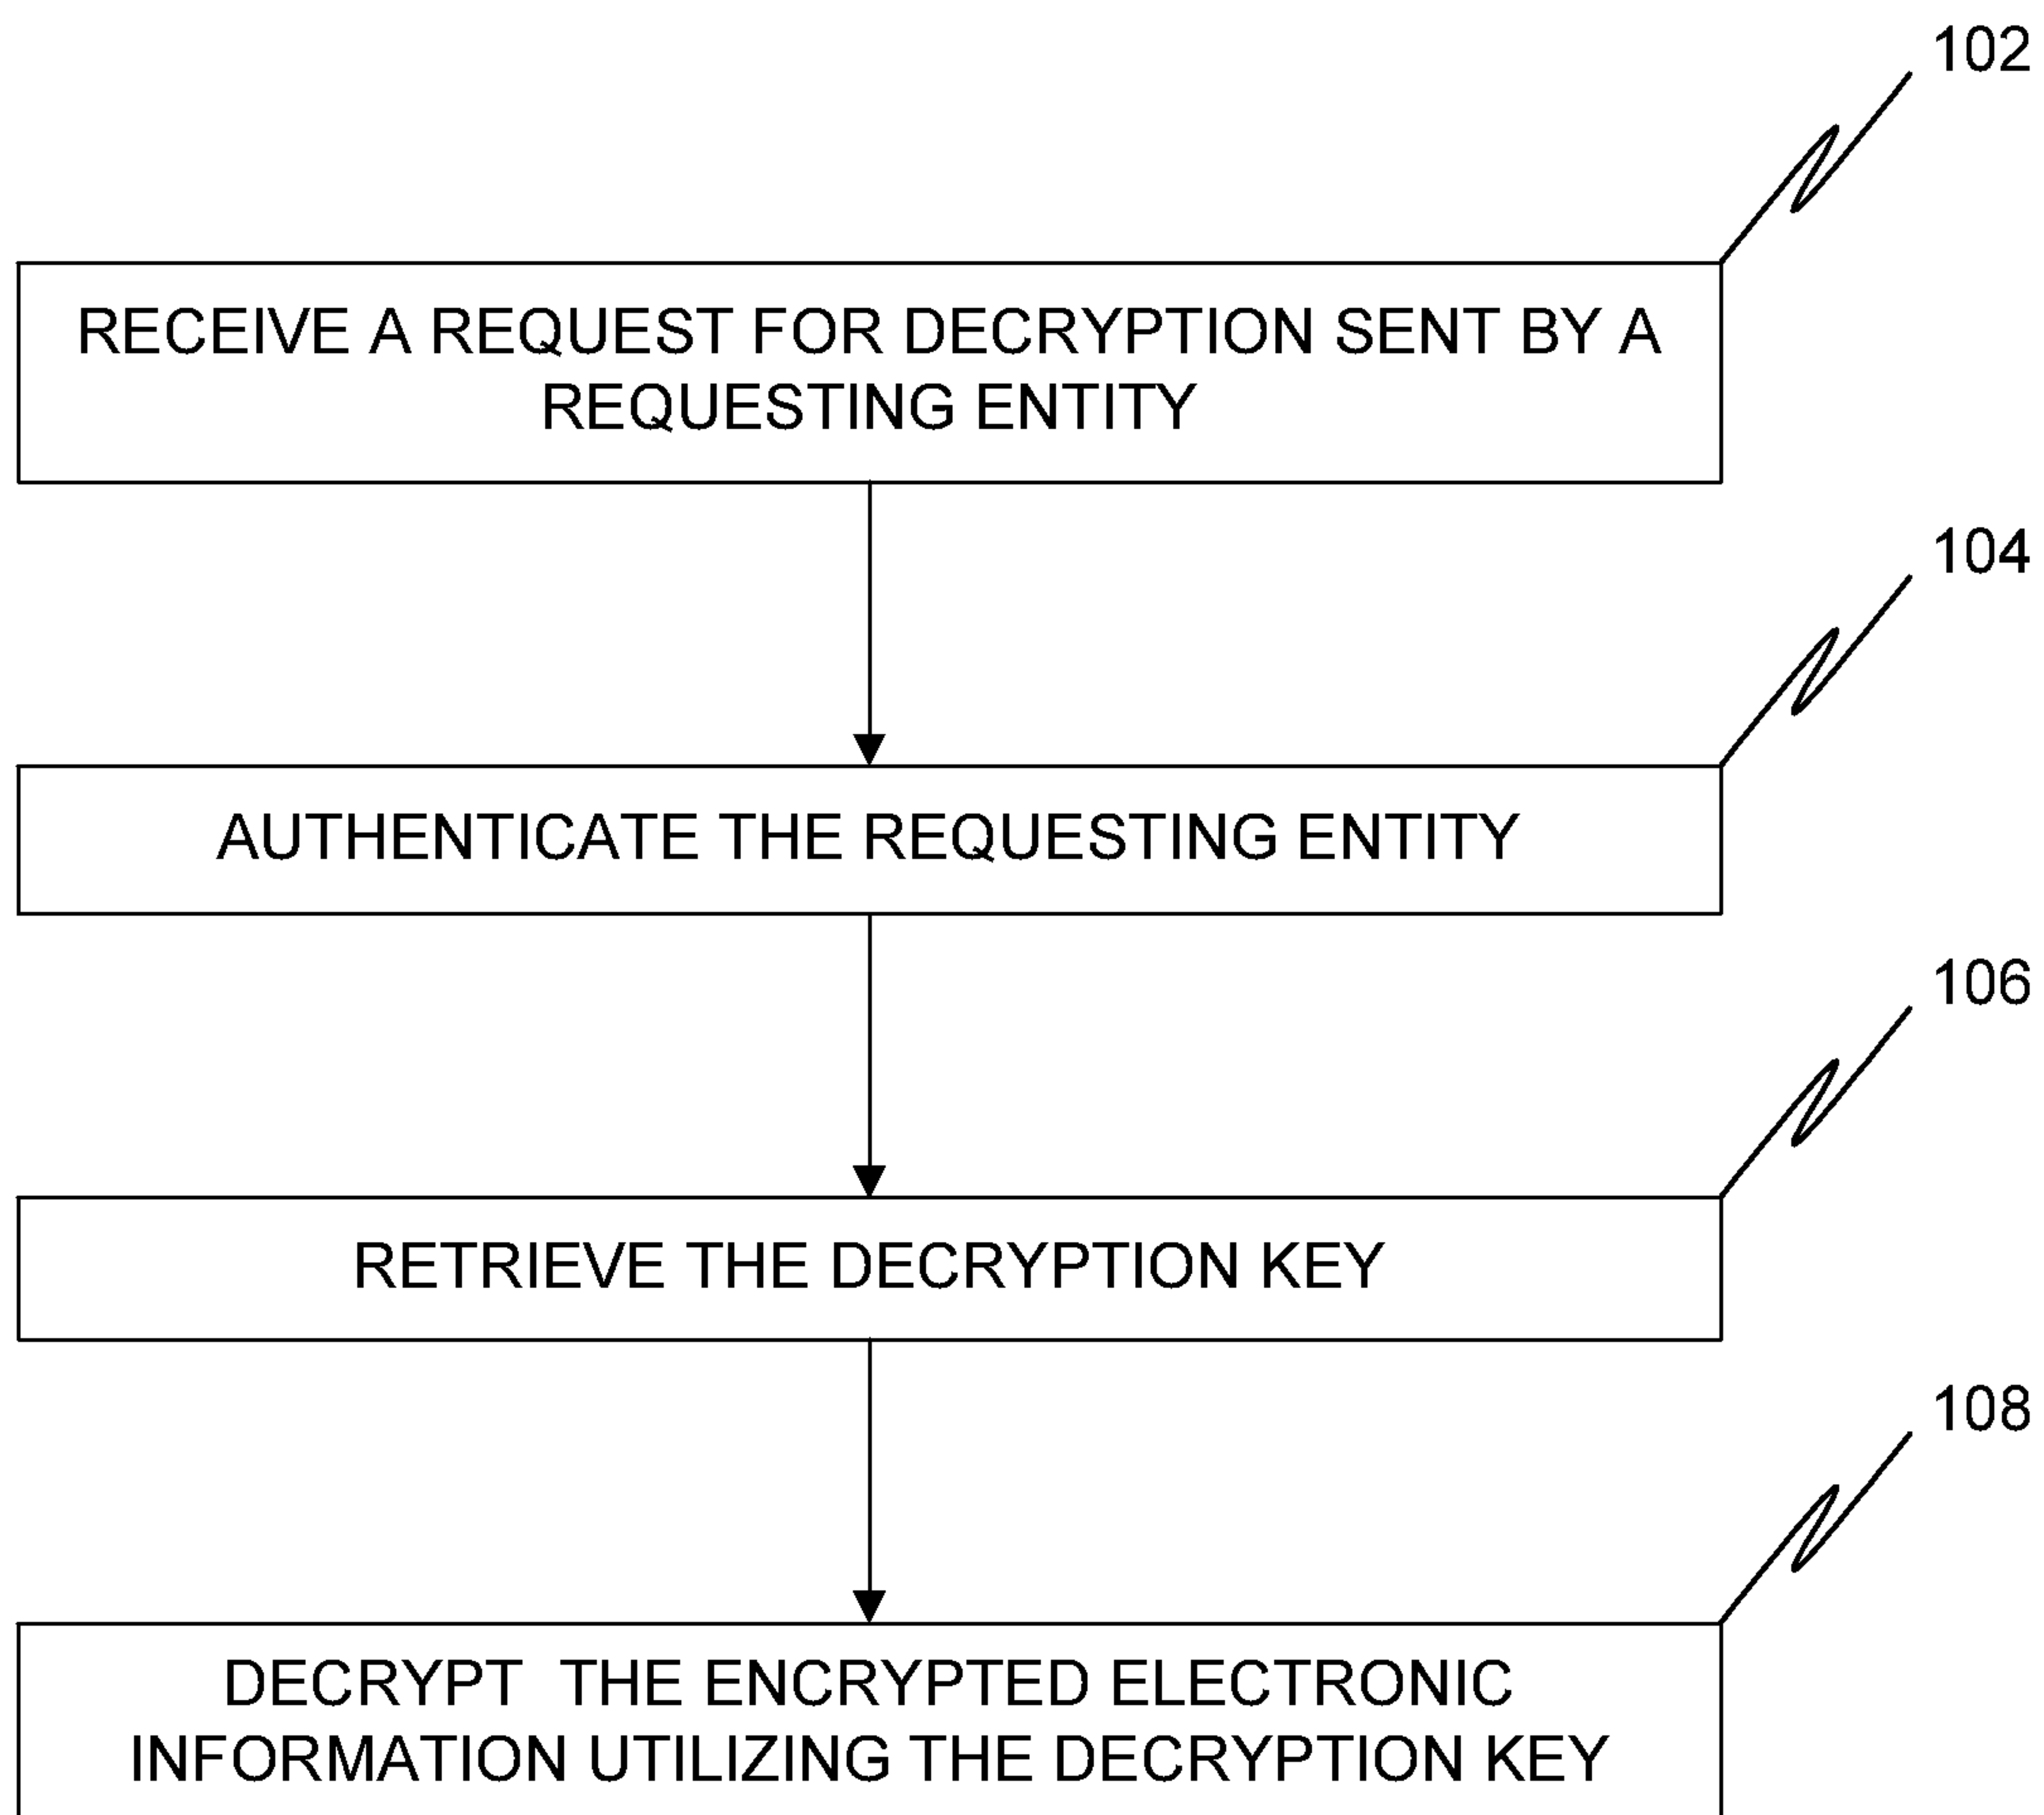 102
RECEIVE A REQUEST FOR DECRYPTION SENT BY A
REQUESTING ENTITY
104
AUTHENTICATE THE REQUESTING ENTITY
106
RETRIEVE THE DECRYPTION KEY
108
DECRYPT THE ENCRYPTED ELECTRONIC
INFORMATION UTILIZING THE DECRYPTION KEY